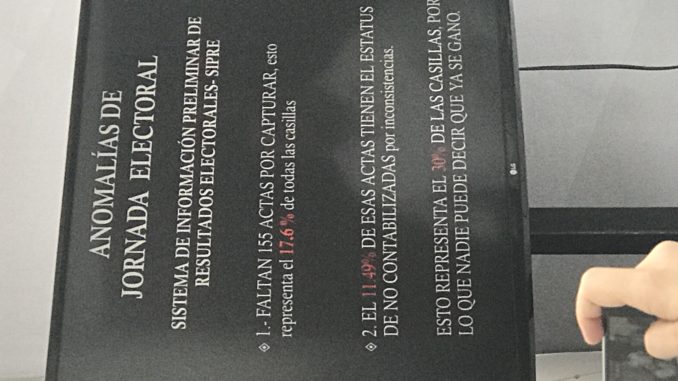 ANOMALÍAS DE
JORNADA ELECTORAL
SISTEMA DE INFORMACIÓN PRELIMINAR DE
RESULTADOS ELECTORALES- SIPRE
1.- FALTAN 155 ACTAS POR CAPTURAR, esto
representa el 17.6% de todas las casillas
2. EL 11.49% DE ESAS ACTAS TIENEN EL ESTATUS
DE NO CONTABILIZADAS por inconsistencias.
ESTO REPRESENTA EL 30% DE LAS CASILLAS, POR
LO QUE NADIE PUEDE DECIR QUE YA SE GANO.
LG